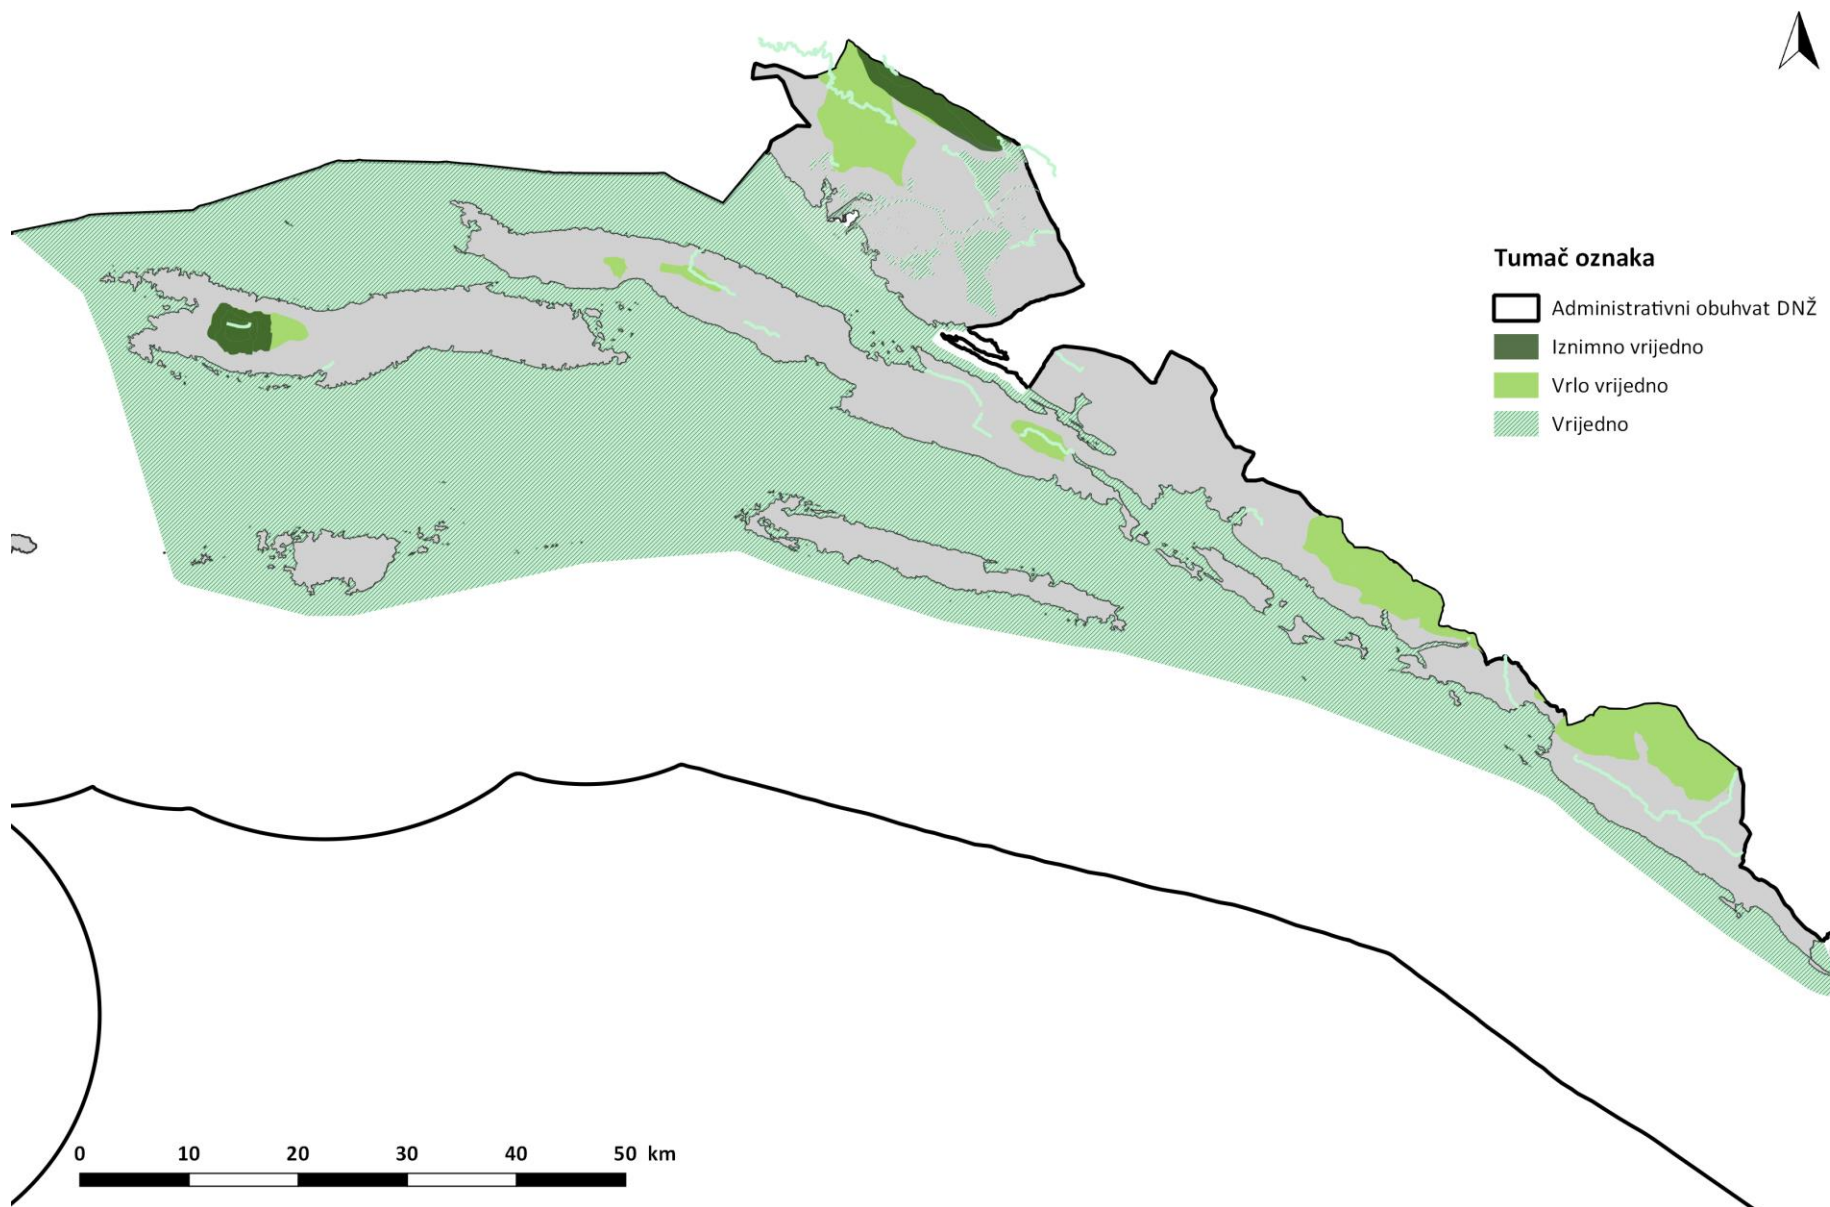 Tumač oznaka
Administrativni obuhvat DNŽ
Iznimno vrijedno
Vrlo vrijedno
Vrijedno
0 10 20 30 40 50 km